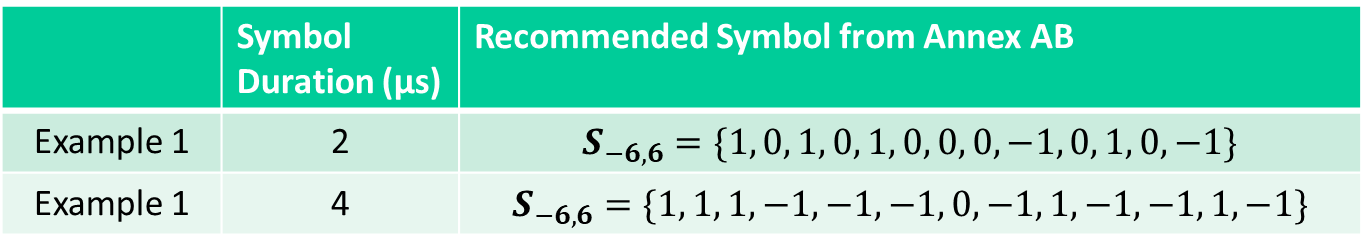 Symbol Duration (μs) Recommended Symbol from Annex AB
Example 1 2 S₋₆,₆ = {1, 0, 1, 0, 1, 0, 0, 0, −1, 0, 1, 0, −1}
Example 1 4 S₋₆,₆ = {1, 1, 1, −1, −1, −1, 0, −1, 1, −1, −1, 1, −1}